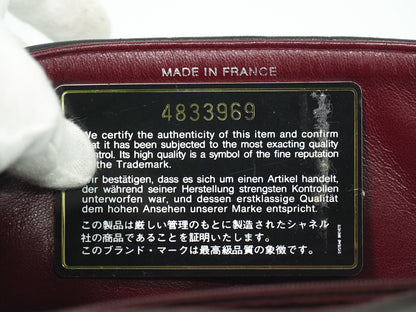 MADE IN FRANCE
4833969
We certify the authenticity of this item and confirm
that it has been subjected to the most exacting quality
control. Its high quality is a symbol of the fine reputation
of the Trademark.
Wir bestätigen, dass es sich um einen Artikel handelt,
der während seiner Herstellung strengsten Kontrollen
unterworfen war, und dessen erstklassige Qualität
dem hohen Ansehen unserer Marke entspricht.
この製品は厳しい管理のもとに製造されたシャネル
社の商品であることを証明いたします。
このブランド・マークは最高級品質の象徴です。